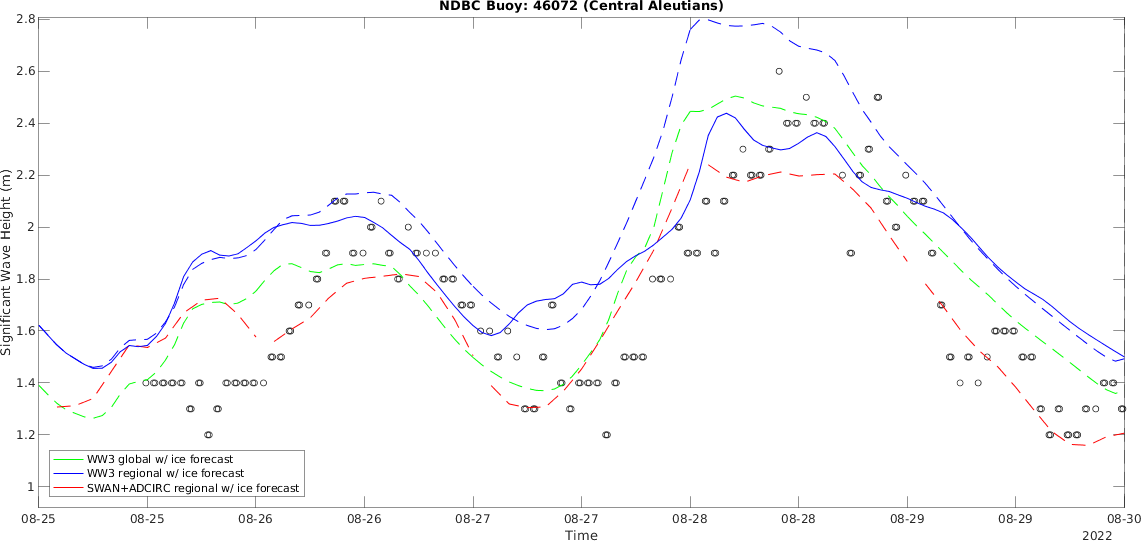 NDBC Buoy: 46072 (Central Aleutians)
2.8
2.6
2.4
2.2
2
1.8
1.6
1.4
1.2
1
Significant Wave Height (m)
WW3 global w/ ice forecast
WW3 regional w/ ice forecast
SWAN+ADCIRC regional w/ ice forecast
08-25 08-25 08-26 08-26 08-27 08-27 08-28 08-28 08-29 08-29 08-30
Time
2022